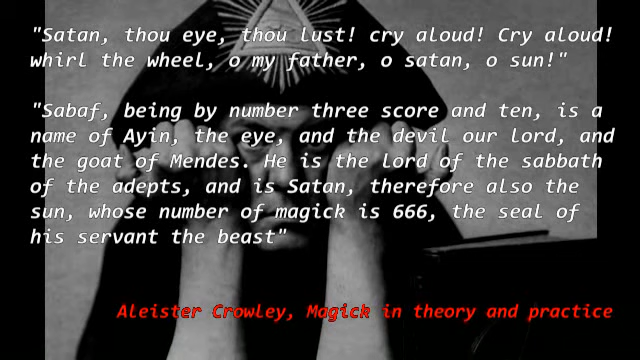 "Satan, thou eye, thou lust! cry aloud! Cry aloud!
whirl the wheel, o my father, o satan, o sun!"
"Sabaf, being by number three score and ten, is a
name of Ayin, the eye, and the devil our lord, and
the goat of Mendes. He is the lord of the sabbath
of the adepts, and is Satan, therefore also the
sun, whose number of magick is 666, the seal of
his servant the beast"
Aleister Crowley, Magick in theory and practice